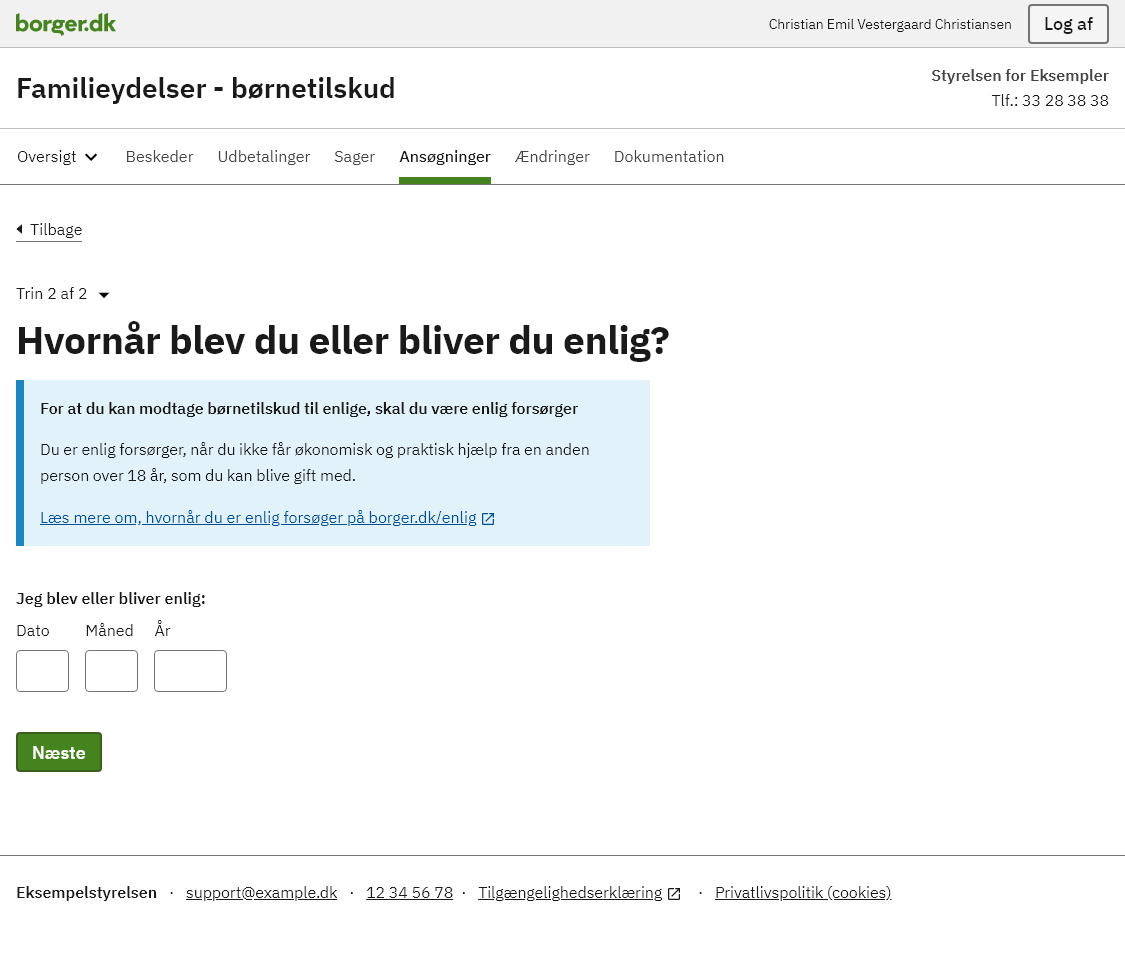 borger.dk
Christian Emil Vestergaard Christiansen
Log af
Familieydelser - børnetilskud
Styrelsen for Eksempler
Tlf.: 33 28 38 38
Oversigt Beskeder Udbetalinger Sager Ansøgninger Ændringer Dokumentation
Tilbage
Trin 2 af 2
Hvornår blev du eller bliver du enlig?
For at du kan modtage børnetilskud til enlige, skal du være enlig forsørger
Du er enlig forsørger, når du ikke får økonomisk og praktisk hjælp fra en anden
person over 18 år, som du kan blive gift med.
Læs mere om, hvornår du er enlig forsøger på borger.dk/enlig
Jeg blev eller bliver enlig:
Dato Måned År
Næste
Eksempelstyrelsen · support@example.dk · 12 34 56 78 · Tilgængelighedserklæring · Privatlivspolitik (cookies)